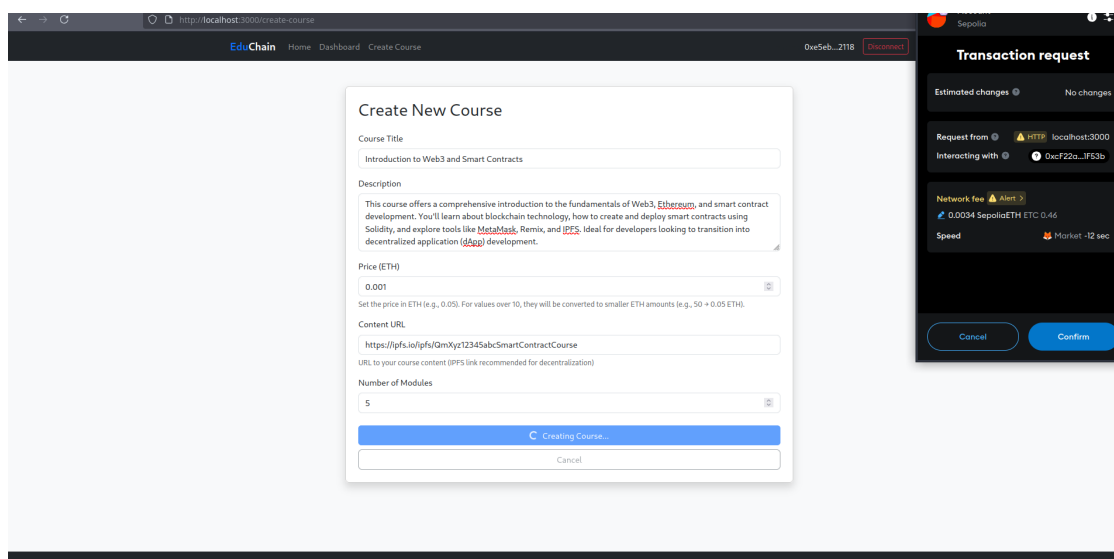 http://localhost:3000/create-course
EduChain Home Dashboard Create Course 0xe5eb...2118 Disconnect
Create New Course
Course Title
Introduction to Web3 and Smart Contracts
Description
This course offers a comprehensive introduction to the fundamentals of Web3, Ethereum, and smart contract
development. You'll learn about blockchain technology, how to create and deploy smart contracts using
Solidity, and explore tools like MetaMask, Remix, and IPFS. Ideal for developers looking to transition into
decentralized application (dApp) development.
Price (ETH)
0.001
Set the price in ETH (e.g., 0.05). For values over 10, they will be converted to smaller ETH amounts (e.g., 50 → 0.05 ETH).
Content URL
https://ipfs.io/ipfs/QmXyz12345abcSmartContractCourse
URL to your course content (IPFS link recommended for decentralization)
Number of Modules
5
Creating Course...
Cancel
Sepolia
Transaction request
Estimated changes No changes
Request from HTTP localhost:3000
Interacting with 0xcF22a...1F53b
Network fee Alert >
0.0034 SepoliaETH ETC 0.46
Speed Market ~12 sec
Cancel Confirm